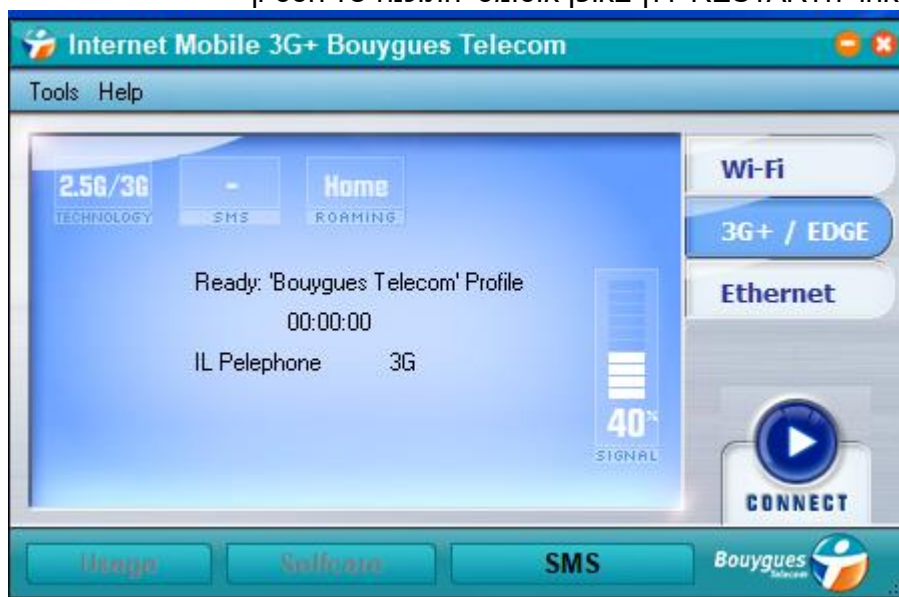 Internet Mobile 3G+ Bouygues Telecom
Tools Help
2.5G/3G - Home
TECHNOLOGY SMS ROAMING
Ready: 'Bouygues Telecom' Profile
00:00:00
IL Pelephone 3G
40%
SIGNAL
Wi-Fi
3G+ / EDGE
Ethernet
CONNECT
Usage Selfcare SMS
Bouygues
Telecom